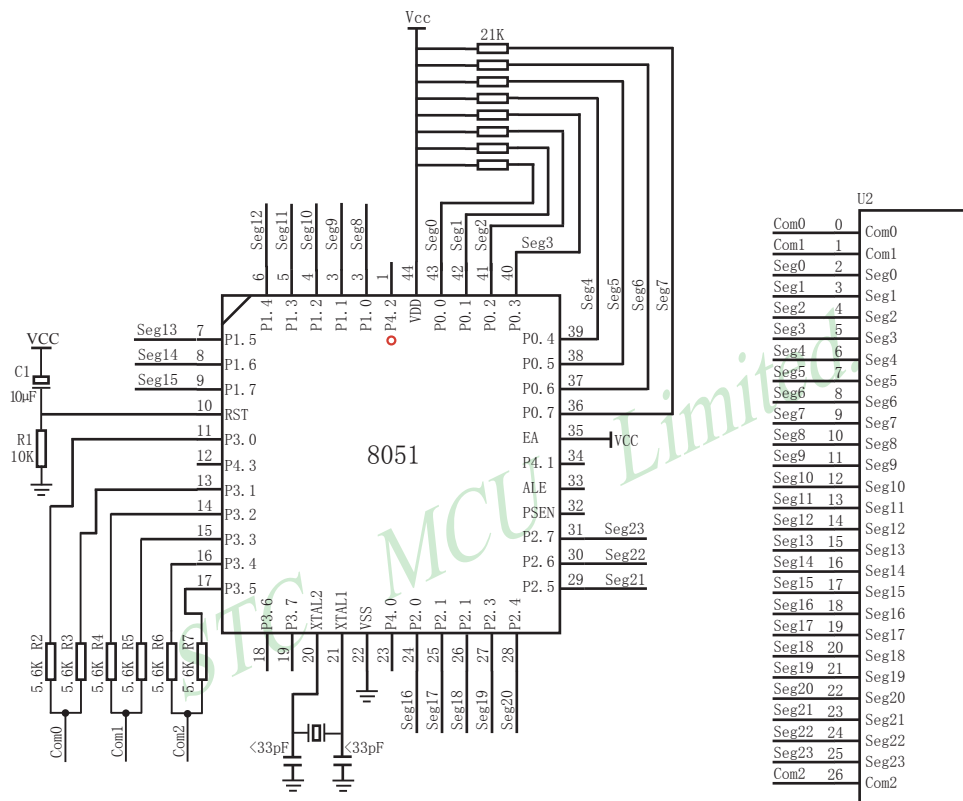 Vcc
21K
Seg12
Seg11
Seg10
Seg9
Seg8
Seg0
Seg1
Seg2
Seg3
Seg4
Seg5
Seg6
Seg7
6
5
4
3
3
1
44
43
42
41
40
P1.4
P1.3
P1.2
P1.1
P1.0
P4.2
VDD
P0.0
P0.1
P0.2
P0.3
Seg13 7 P1.5
Seg14 8 P1.6
Seg15 9 P1.7
10 RST
11 P3.0
12 P4.3
13 P3.1
14 P3.2
15 P3.3
16 P3.4
17 P3.5
VCC
C1
10μF
R1
10K
8051
P0.4 39
P0.5 38
P0.6 37
P0.7 36
EA 35 VCC
P4.1 34
ALE 33
PSEN 32
P2.7 31 Seg23
P2.6 30 Seg22
P2.5 29 Seg21
P3.6
P3.7
XTAL2
XTAL1
VSS
P4.0
P2.0
P2.1
P2.1
P2.3
P2.4
18
19
20
21
22
23
24
25
26
27
28
Seg16
Seg17
Seg18
Seg19
Seg20
5.6K R2
5.6K R3
5.6K R4
5.6K R5
5.6K R6
5.6K R7
Com0
Com1
Com2
<33pF
<33pF
STC MCU Limited.
U2
Com0 0 Com0
Com1 1 Com1
Seg0 2 Seg0
Seg1 3 Seg1
Seg2 4 Seg2
Seg3 5 Seg3
Seg4 6 Seg4
Seg5 7 Seg5
Seg6 8 Seg6
Seg7 9 Seg7
Seg8 10 Seg8
Seg9 11 Seg9
Seg10 12 Seg10
Seg11 13 Seg11
Seg12 14 Seg12
Seg13 15 Seg13
Seg14 16 Seg14
Seg15 17 Seg15
Seg16 18 Seg16
Seg17 19 Seg17
Seg18 20 Seg18
Seg19 21 Seg19
Seg20 22 Seg20
Seg21 23 Seg21
Seg22 24 Seg22
Seg23 25 Seg23
Com2 26 Com2